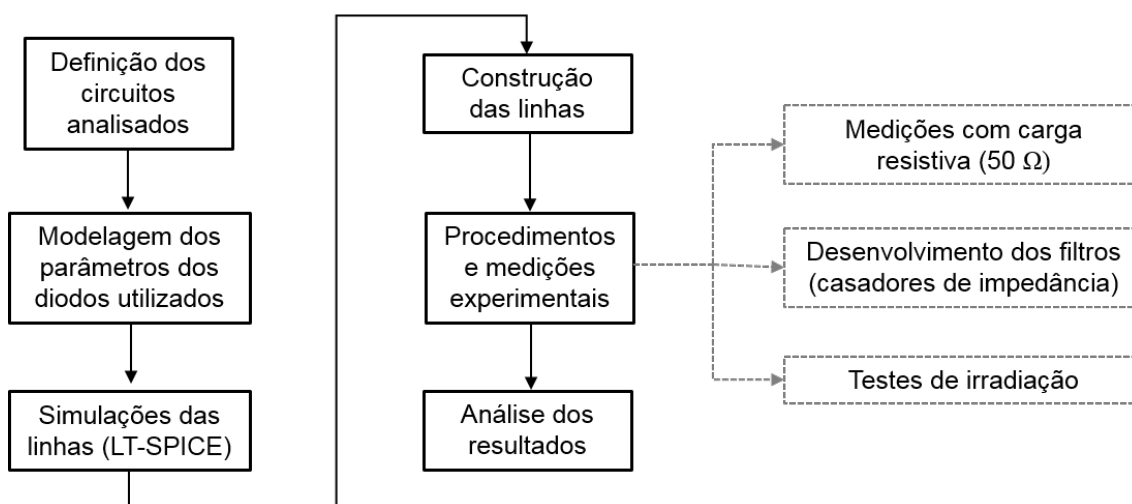 Definição dos
circuitos
analisados
Modelagem dos
parâmetros dos
diodos utilizados
Simulações das
linhas (LT-SPICE)
Construção
das linhas
Procedimentos
e medições
experimentais
Análise dos
resultados
Medições com carga
resistiva (50 Ω)
Desenvolvimento dos filtros
(casadores de impedância)
Testes de irradiação